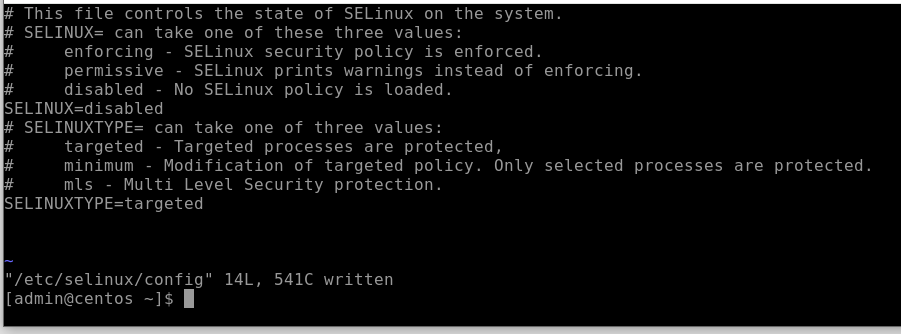 # This file controls the state of SELinux on the system.
# SELINUX= can take one of these three values:
#     enforcing - SELinux security policy is enforced.
#     permissive - SELinux prints warnings instead of enforcing.
#     disabled - No SELinux policy is loaded.
SELINUX=disabled
# SELINUXTYPE= can take one of three values:
#     targeted - Targeted processes are protected,
#     minimum - Modification of targeted policy. Only selected processes are protected.
#     mls - Multi Level Security protection.
SELINUXTYPE=targeted
~
"/etc/selinux/config" 14L, 541C written
[admin@centos ~]$